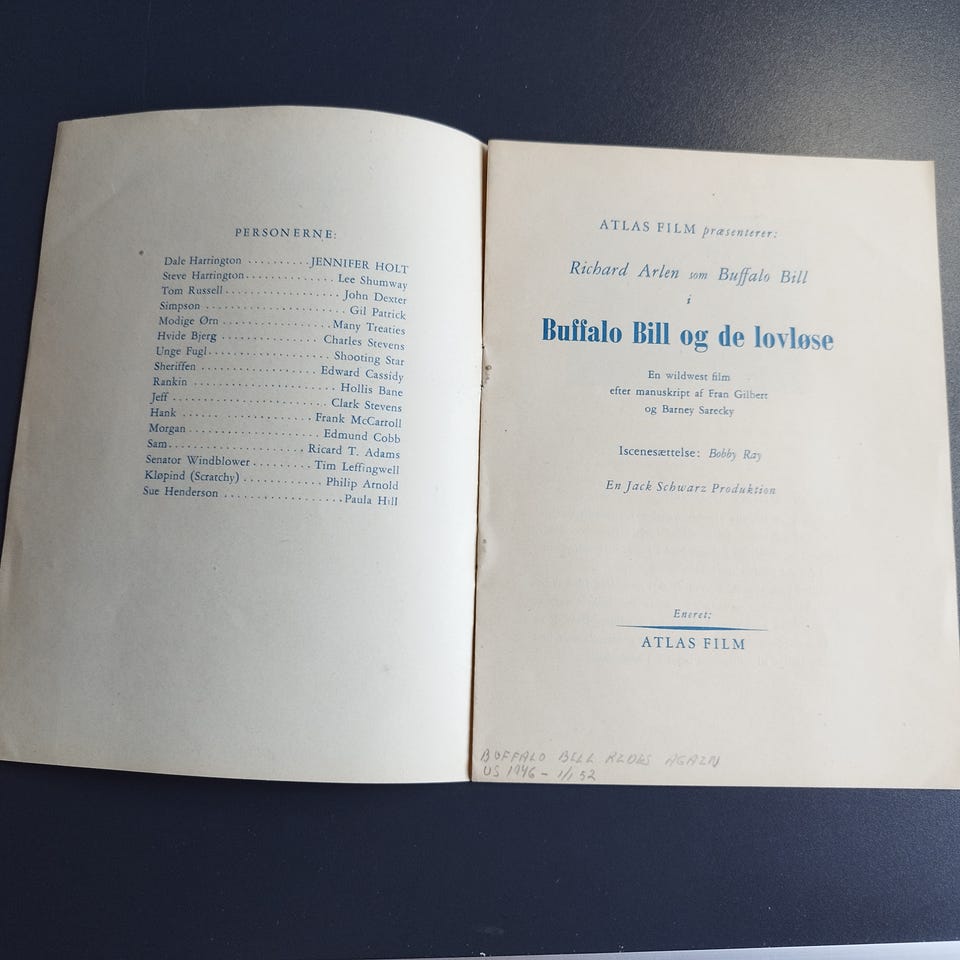 PERSONERNE:
Dale Harrington ..........JENNIFER HOLT
Steve Harrington..............Lee Shumway
Tom Russell..................John Dexter
Simpson ......................Gil Patrick
Modige Ørn .................Many Treaties
Hvide Bjerg ...............Charles Stevens
Unge Fugl..................Shooting Star
Sheriffen ..................Edward Cassidy
Rankin ......................Hollis Bane
Jeff ........................Clark Stevens
Hank ....................Frank McCarroll
Morgan .....................Edmund Cobb
Sam.....................Ricard T. Adams
Senator Windblower.........Tim Leffingwell
Kløpind (Scratchy) ............Philip Arnold
Sue Henderson ..................Paula Hill
ATLAS FILM præsenterer:
Richard Arlen som Buffalo Bill
i
Buffalo Bill og de lovløse
En wildwest film
efter manuskript af Fran Gilbert
og Barney Sarecky
Iscenesættelse: Bobby Ray
En Jack Schwarz Produktion
Eneret:
ATLAS FILM
BUFFALO BILL RIDES AGAIN
US 1946 - 1/1 52